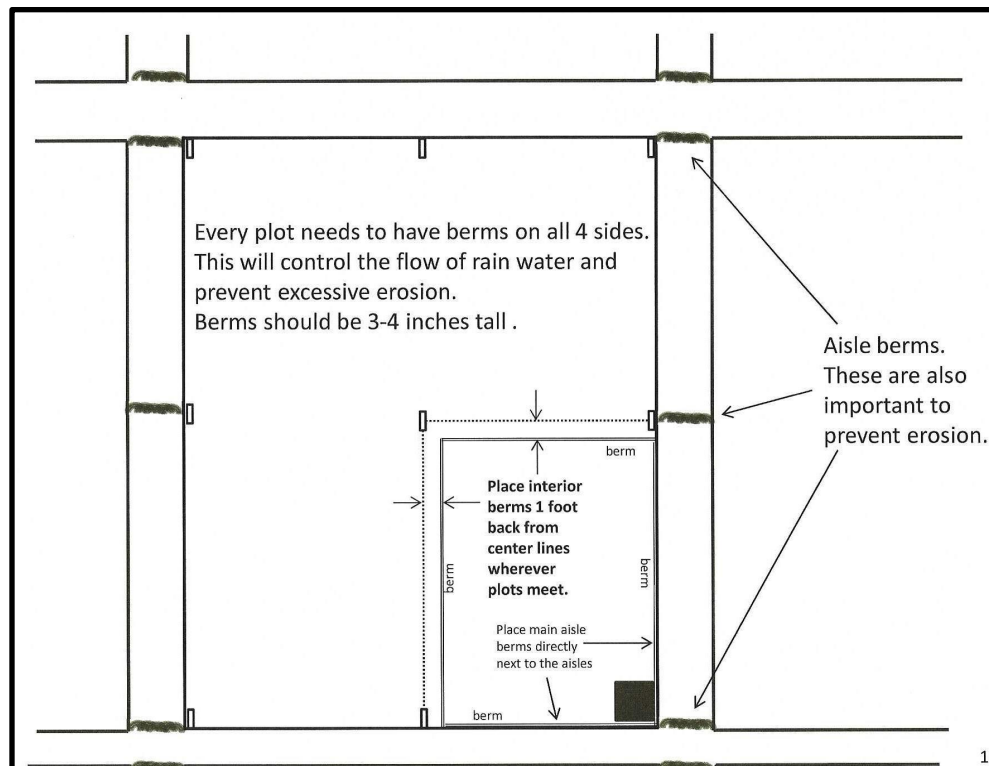 Every plot needs to have berms on all 4 sides.
This will control the flow of rain water and
prevent excessive erosion.
Berms should be 3-4 inches tall .
Aisle berms.
These are also
important to
prevent erosion.
berm
Place interior
berms 1 foot
back from
center lines
wherever
plots meet.
berm
berm
Place main aisle
berms directly
next to the aisles
berm
1